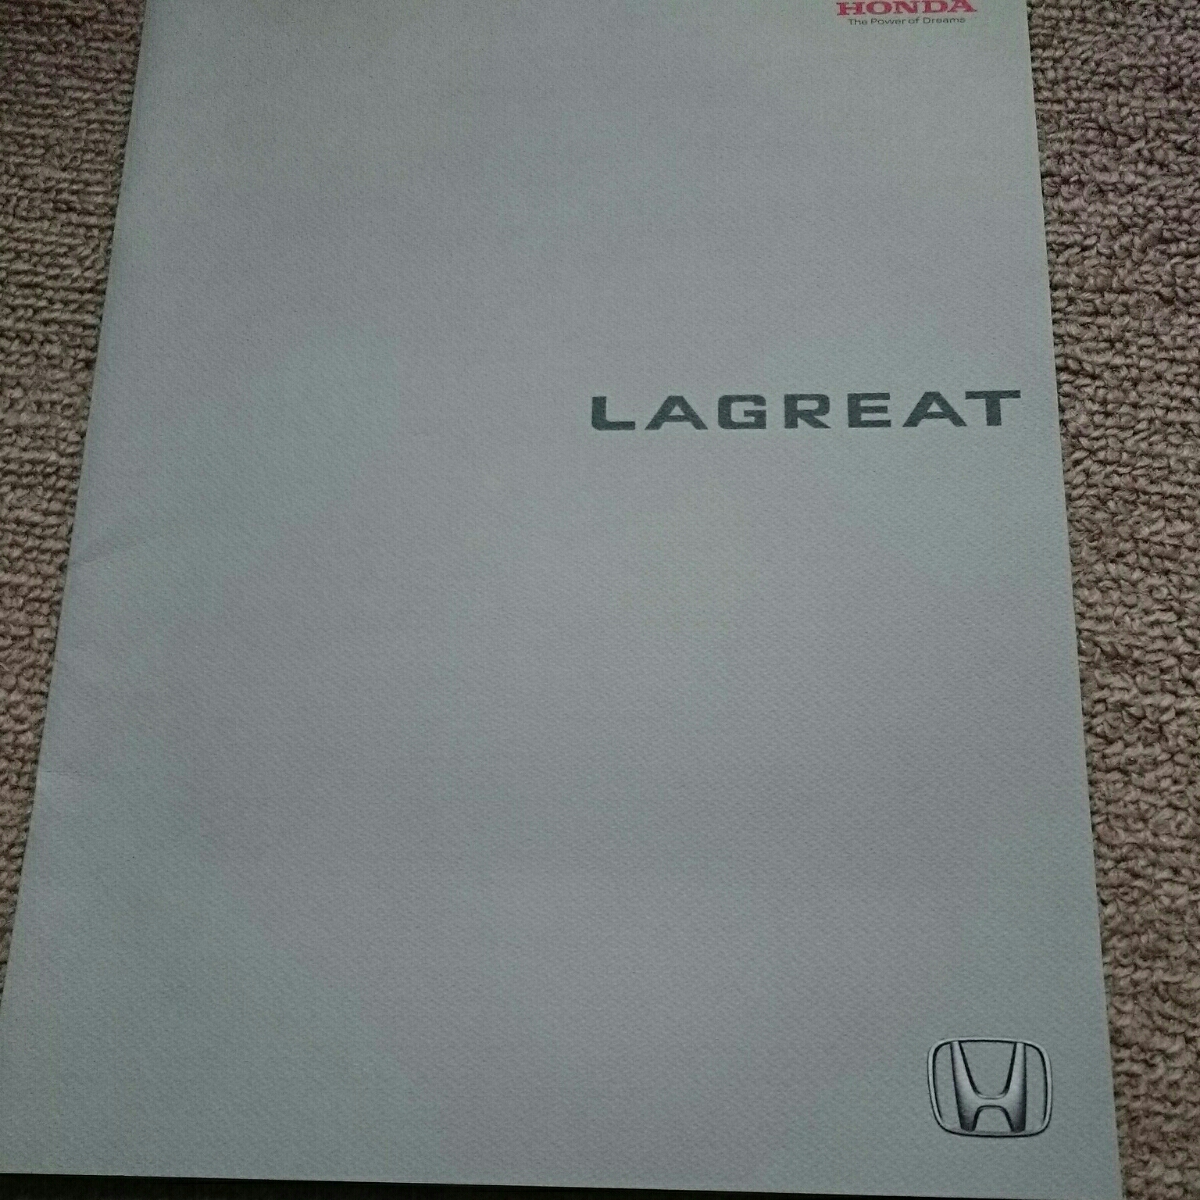 HONDA
The Power of Dreams
LAGREAT